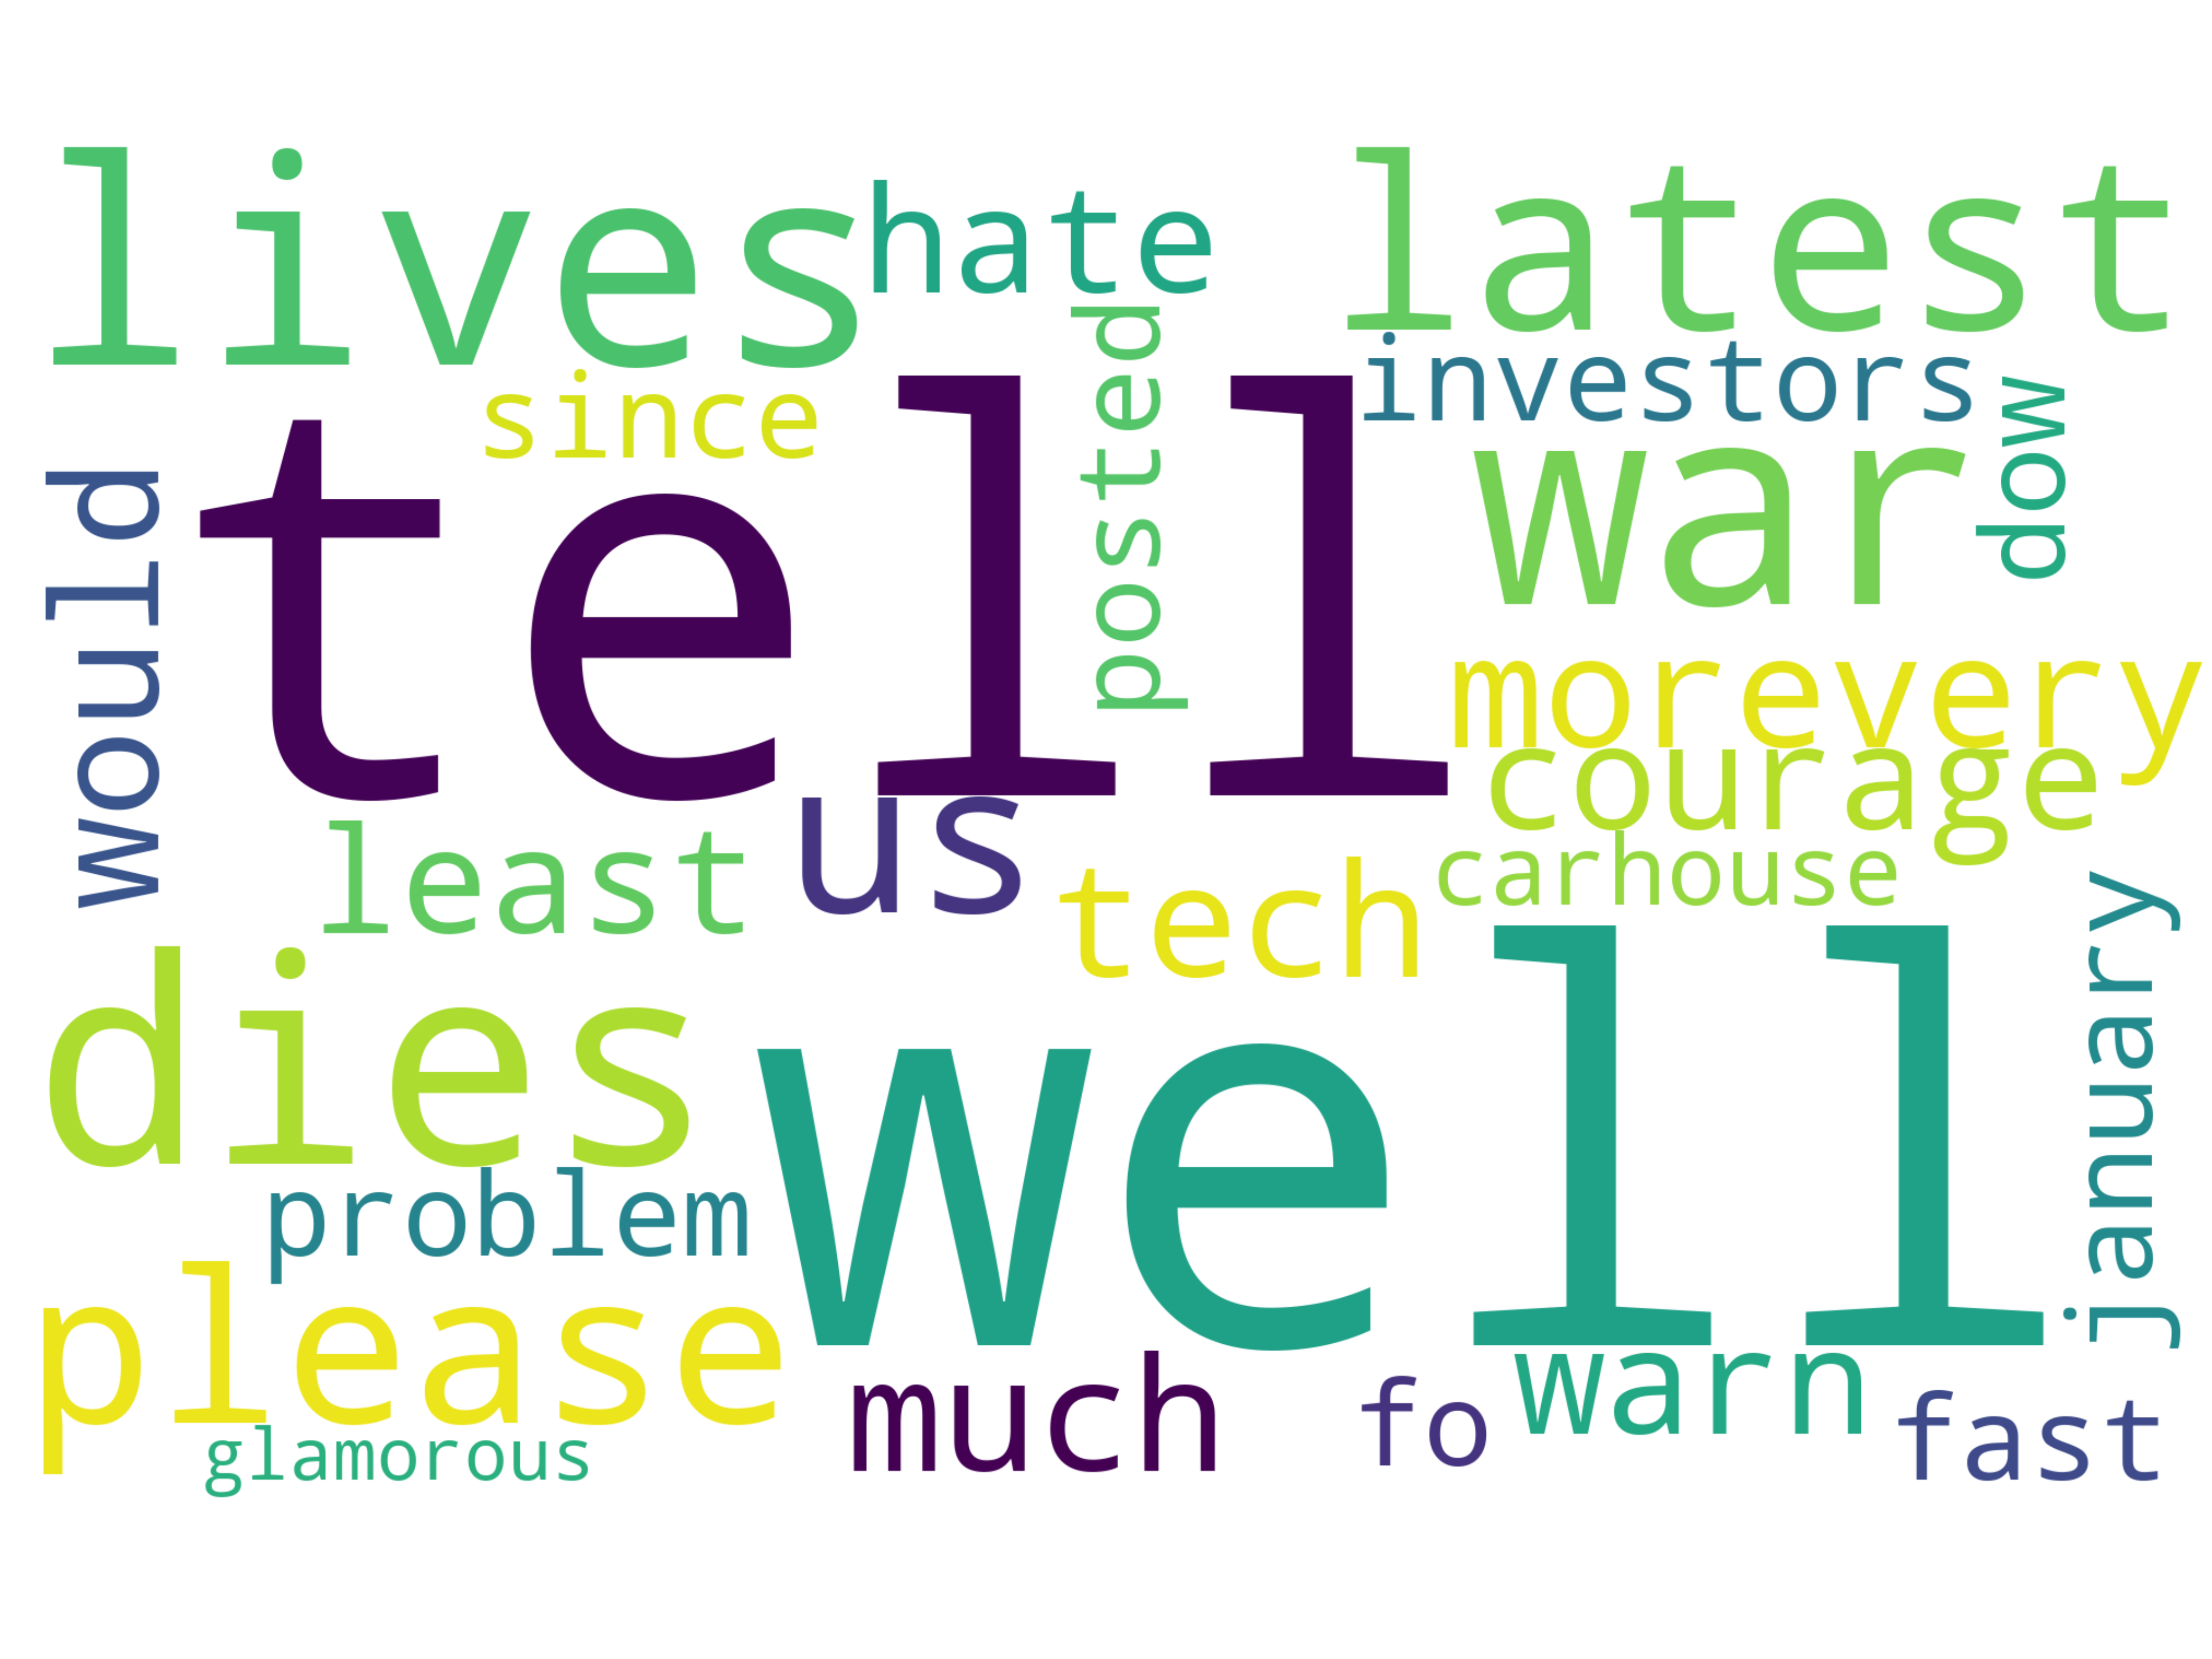 lives
hate
latest
since
posted
investors
dow
would
tell
war
morevery
courage
least
us
tech
carhouse
january
dies
well
problem
please
much
fo
warn
fast
glamorous